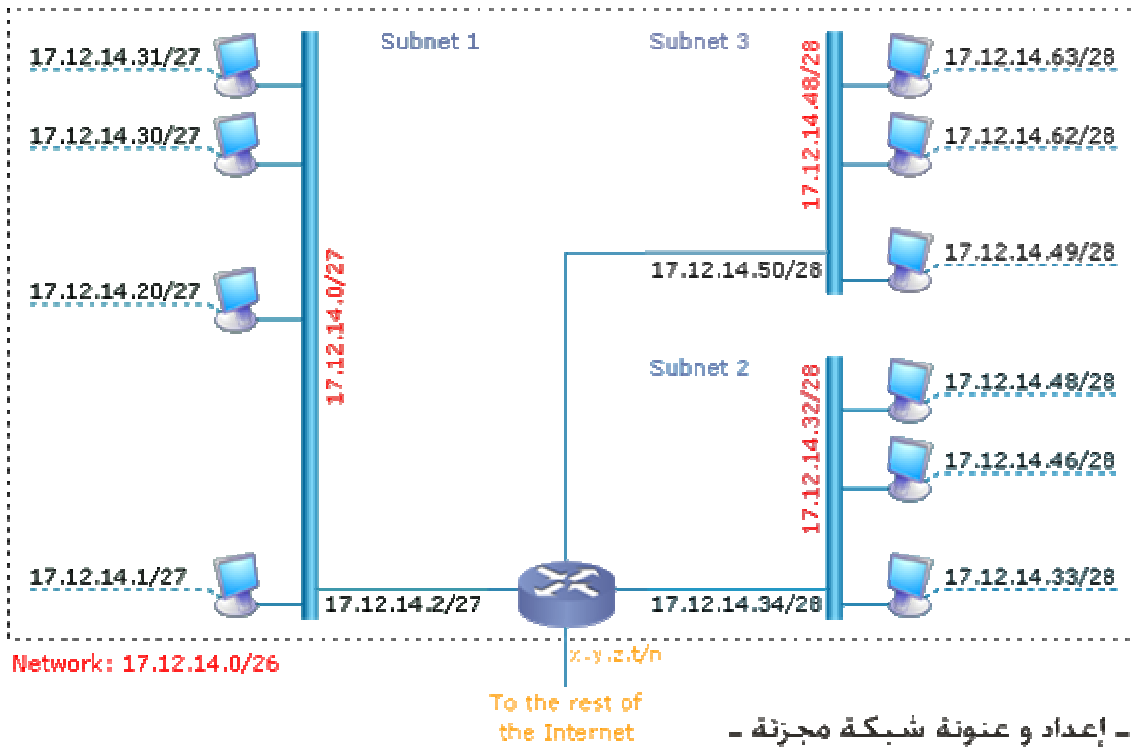 Subnet 1
17.12.14.31/27
17.12.14.30/27
17.12.14.20/27
17.12.14.1/27
17.12.14.0/27
17.12.14.2/27
Subnet 3
17.12.14.48/28
17.12.14.63/28
17.12.14.62/28
17.12.14.49/28
17.12.14.50/28
Subnet 2
17.12.14.32/28
17.12.14.48/28
17.12.14.46/28
17.12.14.33/28
17.12.14.34/28
Network: 17.12.14.0/26
x.y.z.t/n
To the rest of
the Internet
- إعداد و عنونة شبكة مجزئة -